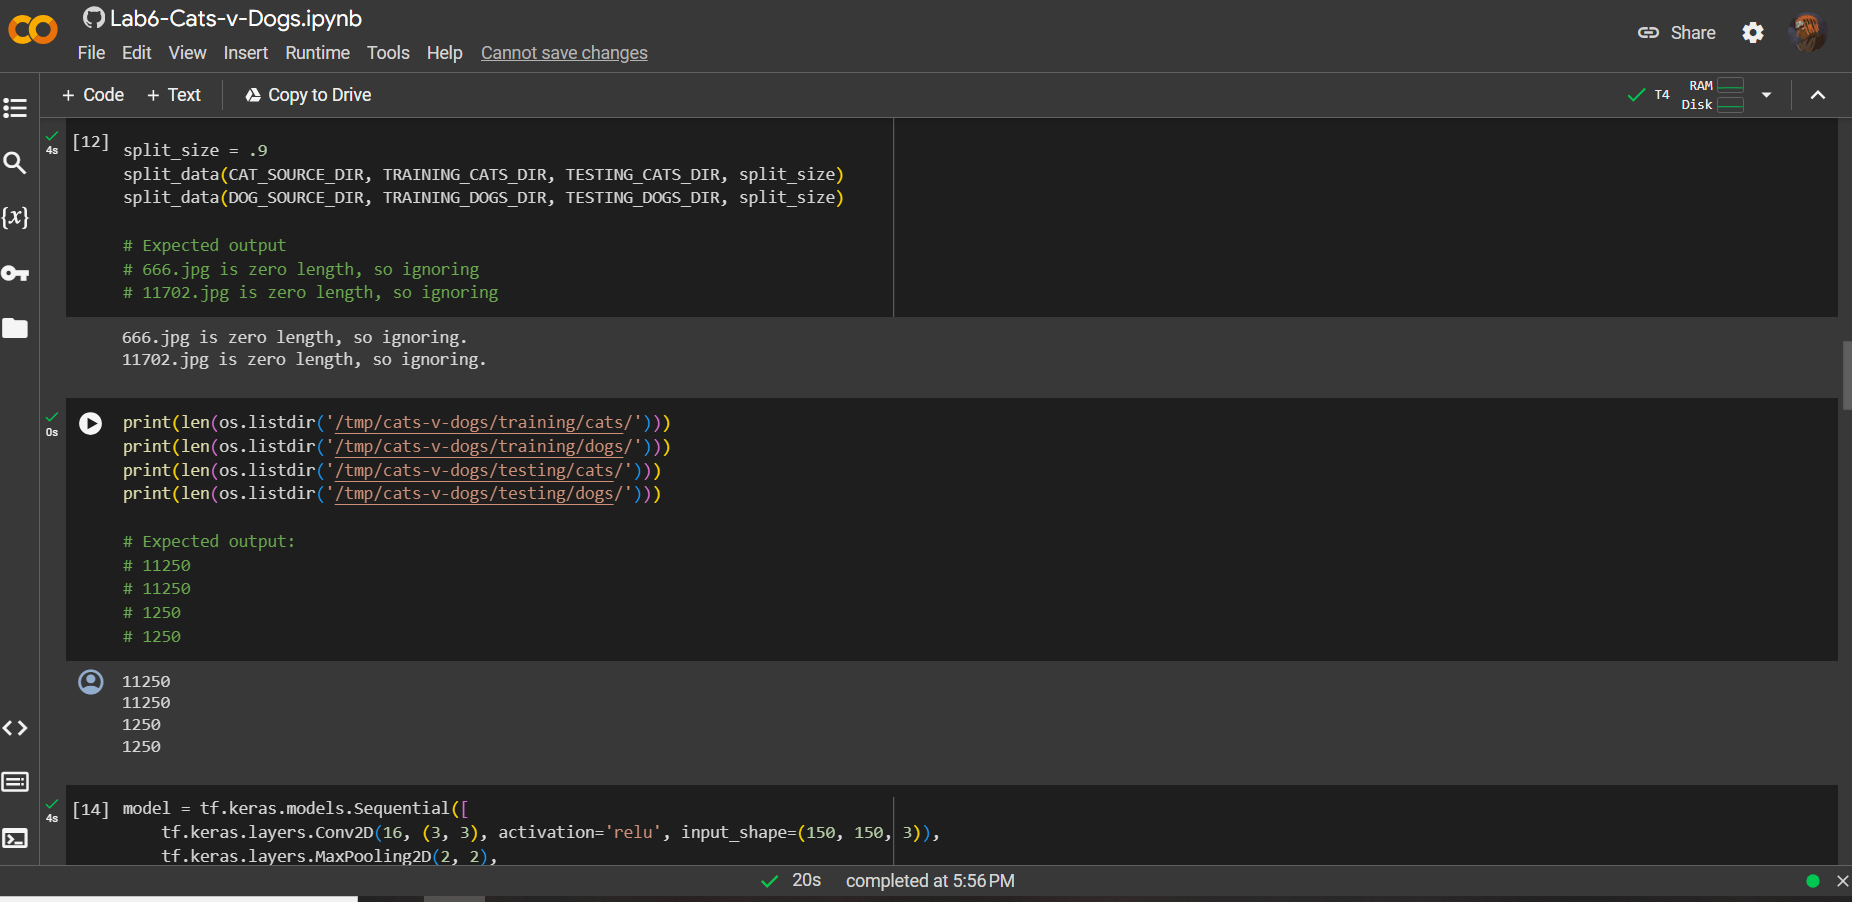 Lab6-Cats-v-Dogs.ipynb
File Edit View Insert Runtime Tools Help Cannot save changes
Share
+ Code + Text Copy to Drive
T4 RAM Disk
4s
[12]
split_size = .9
split_data(CAT_SOURCE_DIR, TRAINING_CATS_DIR, TESTING_CATS_DIR, split_size)
split_data(DOG_SOURCE_DIR, TRAINING_DOGS_DIR, TESTING_DOGS_DIR, split_size)
# Expected output
# 666.jpg is zero length, so ignoring
# 11702.jpg is zero length, so ignoring
666.jpg is zero length, so ignoring.
11702.jpg is zero length, so ignoring.
{x}
0s
print(len(os.listdir('/tmp/cats-v-dogs/training/cats/')))
print(len(os.listdir('/tmp/cats-v-dogs/training/dogs/')))
print(len(os.listdir('/tmp/cats-v-dogs/testing/cats/')))
print(len(os.listdir('/tmp/cats-v-dogs/testing/dogs/')))
# Expected output:
# 11250
# 11250
# 1250
# 1250
11250
11250
1250
1250
4s
[14] model = tf.keras.models.Sequential([
tf.keras.layers.Conv2D(16, (3, 3), activation='relu', input_shape=(150, 150, 3)),
tf.keras.layers.MaxPooling2D(2, 2),
20s completed at 5:56 PM